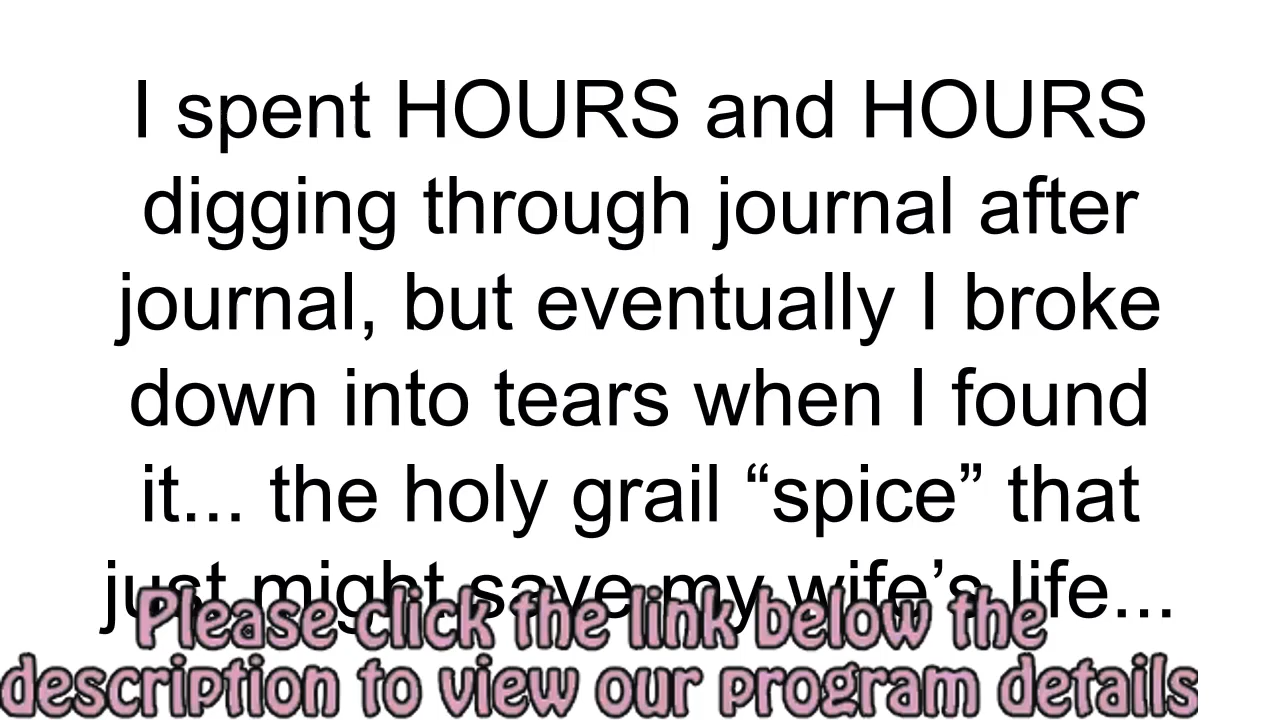 I spent HOURS and HOURS
digging through journal after
journal, but eventually I broke
down into tears when I found
it... the holy grail “spice” that
just might save my wife’s life...
Please click the link below the
description to view our program details